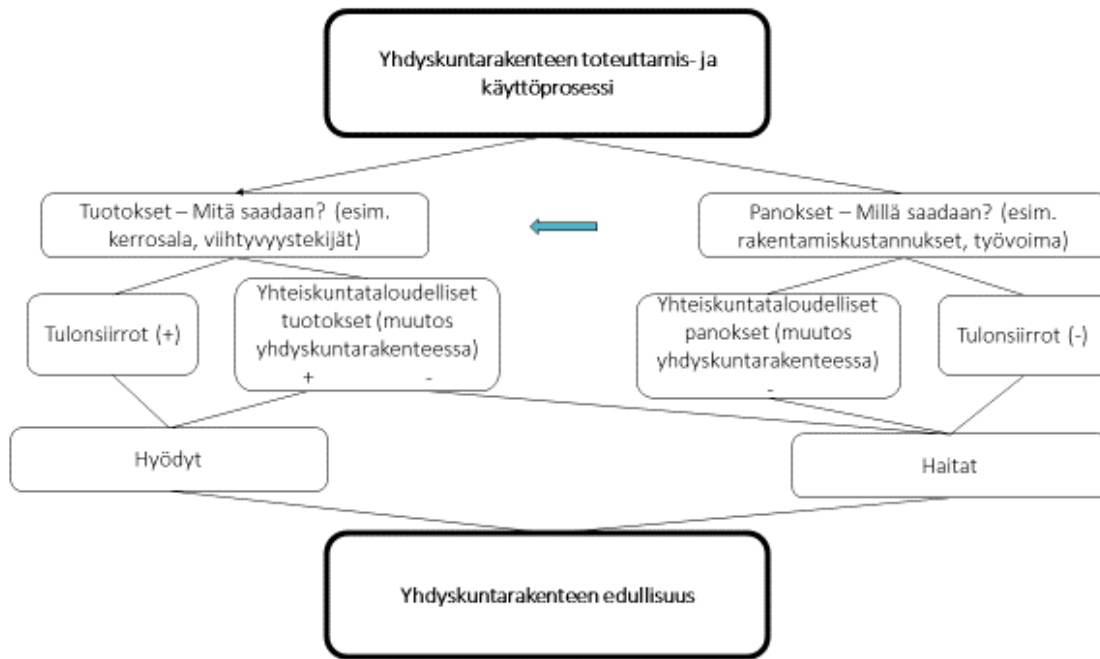 Yhdyskuntarakenteen toteuttamis- ja
käyttöprosessi
Tuotokset – Mitä saadaan? (esim.
kerrosala, viihtyvyystekijät)
Panokset – Millä saadaan? (esim.
rakentamiskustannukset, työvoima)
Tulonsiirrot (+)
Yhteiskuntataloudelliset
tuotokset (muutos
yhdyskuntarakenteessa)
+ -
Yhteiskuntataloudelliset
panokset (muutos
yhdyskuntarakenteessa)
-
Tulonsiirrot (-)
Hyödyt
Haitat
Yhdyskuntarakenteen edullisuus